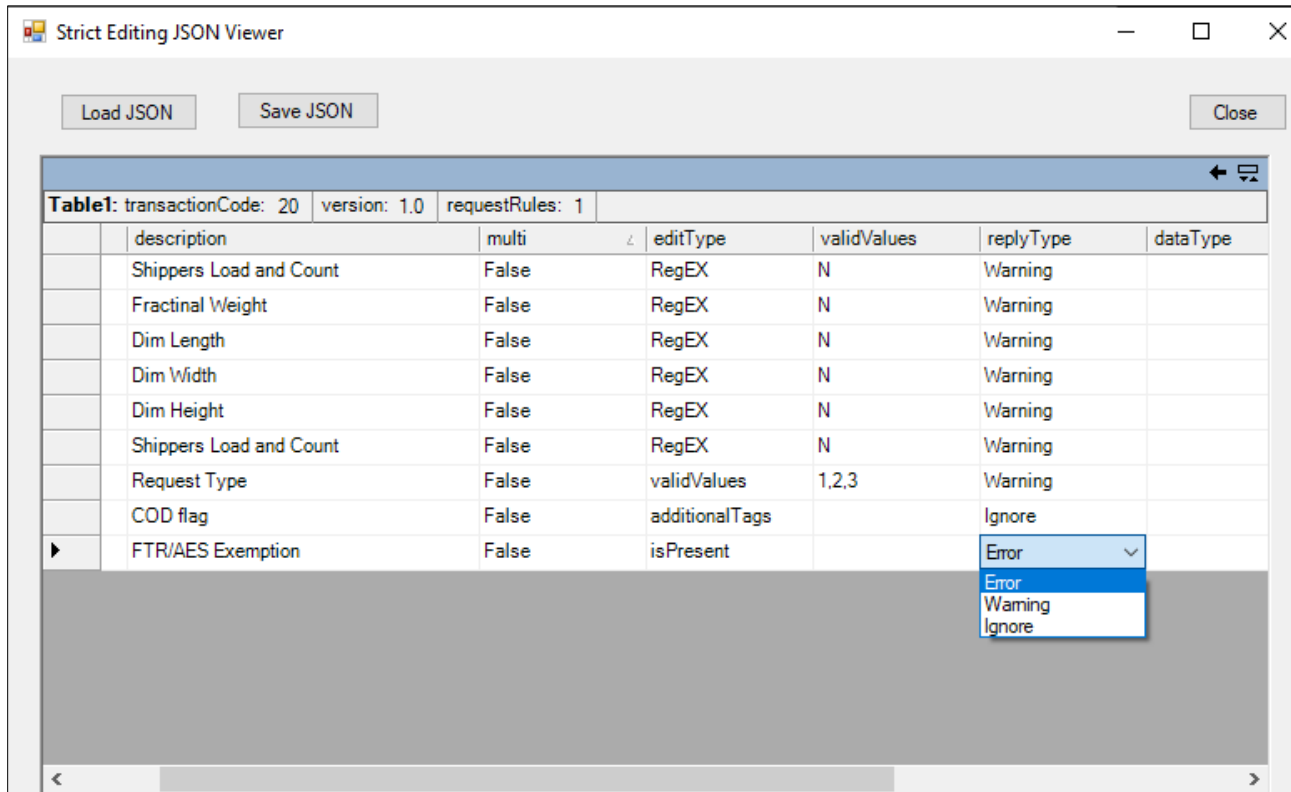 Strict Editing JSON Viewer
Load JSON Save JSON Close
Table1: transactionCode: 20 version: 1.0 requestRules: 1
description multi editType validValues replyType dataType
Shippers Load and Count False RegEX N Warning
Fractinal Weight False RegEX N Warning
Dim Length False RegEX N Warning
Dim Width False RegEX N Warning
Dim Height False RegEX N Warning
Shippers Load and Count False RegEX N Warning
Request Type False validValues 1,2,3 Warning
COD flag False additionalTags Ignore
FTR/AES Exemption False isPresent Error
Error
Warning
Ignore